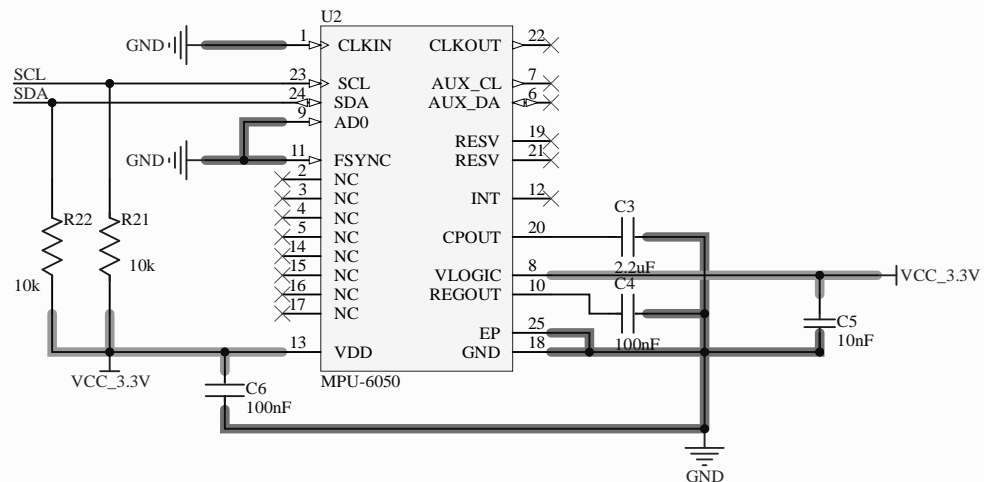 U2
GND
1
CLKIN
CLKOUT
22
SCL
23
SCL
AUX_CL
7
SDA
24
SDA
AUX_DA
6
9
AD0
RESV
19
GND
11
FSYNC
RESV
21
2
NC
3
NC
INT
12
4
NC
C3
R22
R21
5
NC
CPOUT
20
14
NC
10k
2.2uF
15
NC
VLOGIC
8
VCC_3.3V
10k
C4
16
NC
REGOUT
10
17
NC
C5
EP
25
100nF
10nF
13
VDD
GND
18
VCC_3.3V
MPU-6050
C6
100nF
GND